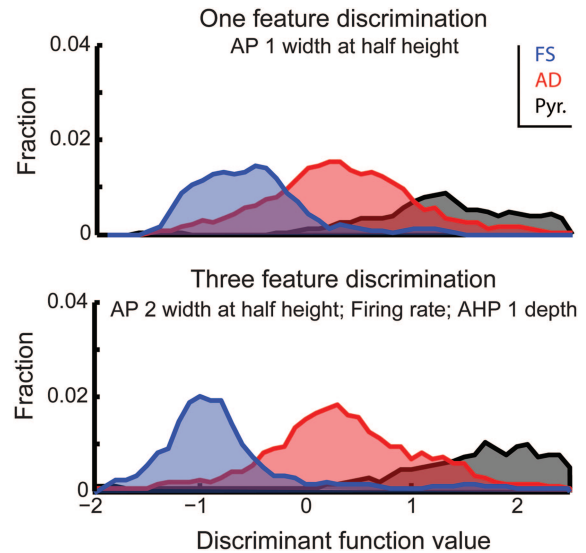 One feature discrimination
AP 1 width at half height
FS
AD
Pyr.
0.04
0.02
0
Fraction
Three feature discrimination
AP 2 width at half height; Firing rate; AHP 1 depth
0.04
0.02
0
Fraction
−2 −1 0 1 2
Discriminant function value